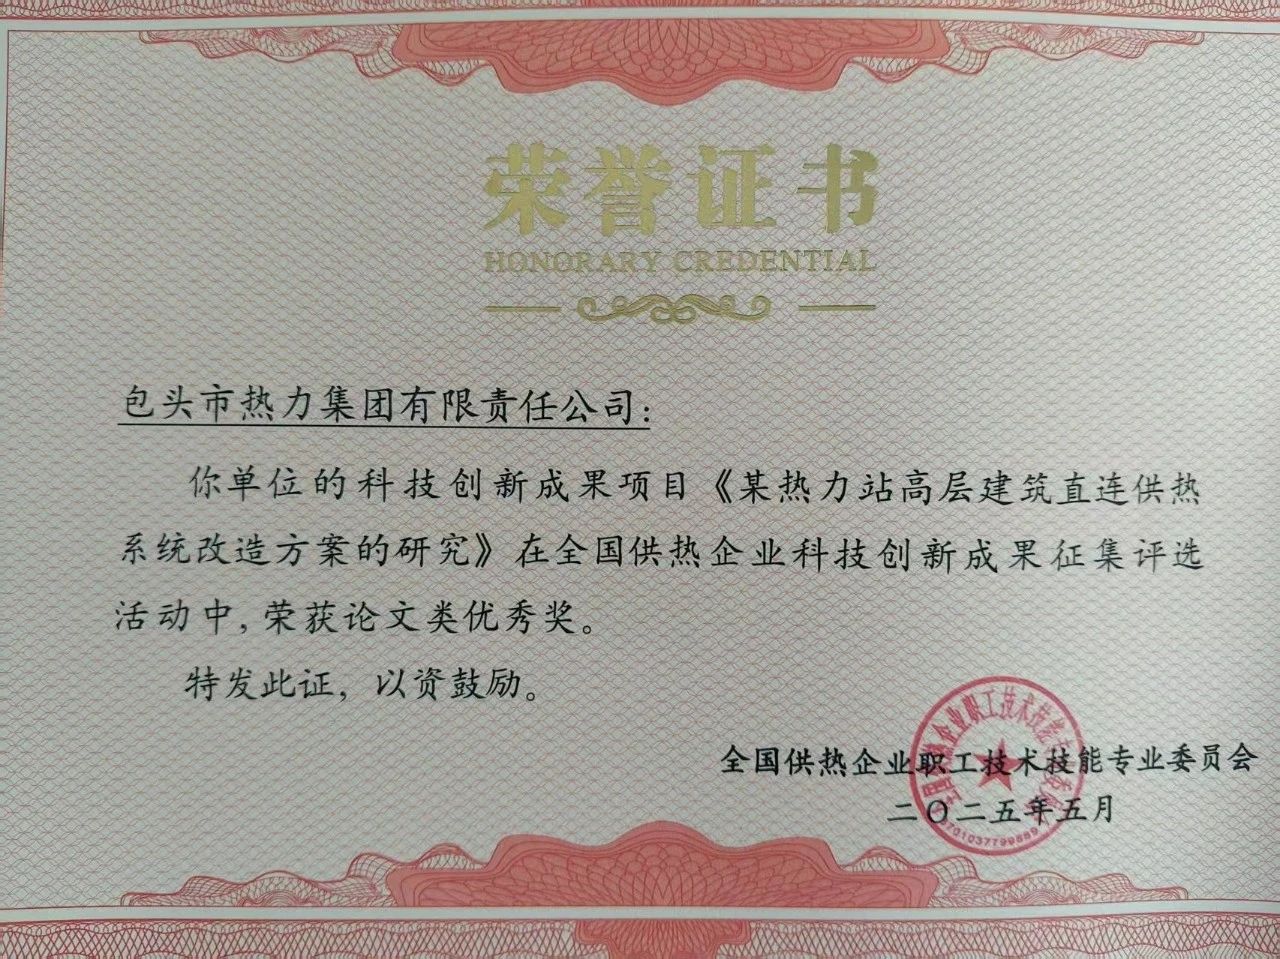 荣誉证书
HONORARY CREDENTIAL
包头市热力集团有限责任公司：
你单位的科技创新成果项目《某热力站高层建筑直连供热
系统改造方案的研究》在全国供热企业科技创新成果征集评选
活动中，荣获论文类优秀奖。
特发此证，以资鼓励。
全国供热企业职工技术技能专业委员会
二〇二五年五月